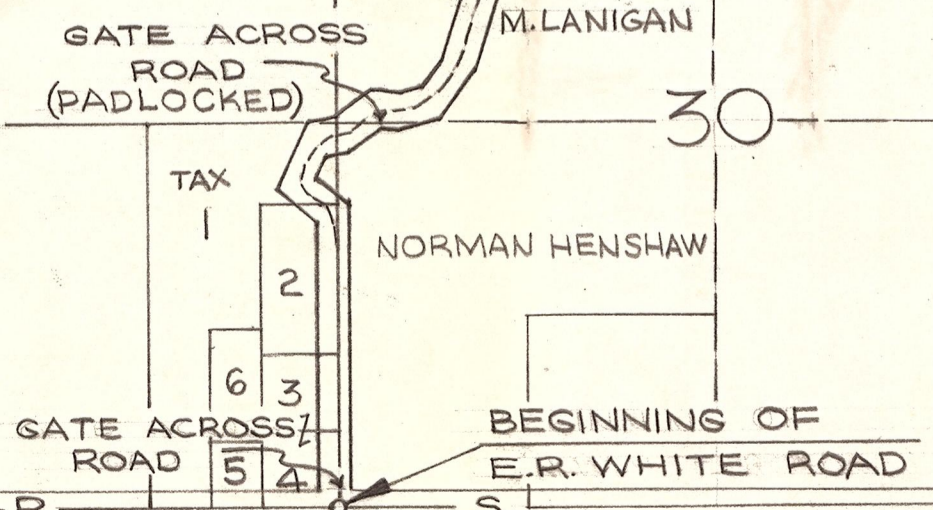 GATE ACROSS
ROAD
(PADLOCKED)
M. LANIGAN
30
TAX
1
NORMAN HENSHAW
2
6
3
GATE ACROSS
ROAD
5
4
BEGINNING OF
E.R. WHITE ROAD
S